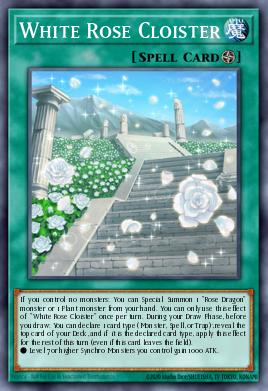 WHITE ROSE CLOISTER
魔
[SPELL CARD]
If you control no monsters: You can Special Summon 1 "Rose Dragon"
monster or 1 Plant monster from your hand. You can only use this effect
of "White Rose Cloister" once per turn. During your Draw Phase, before
you draw: You can declare 1 card type (Monster, Spell, or Trap); reveal the
top card of your Deck, and if it is the declared card type, apply this effect
for the rest of this turn (even if this card leaves the field).
● Level 7 or higher Synchro Monsters you control gain 1000 ATK.